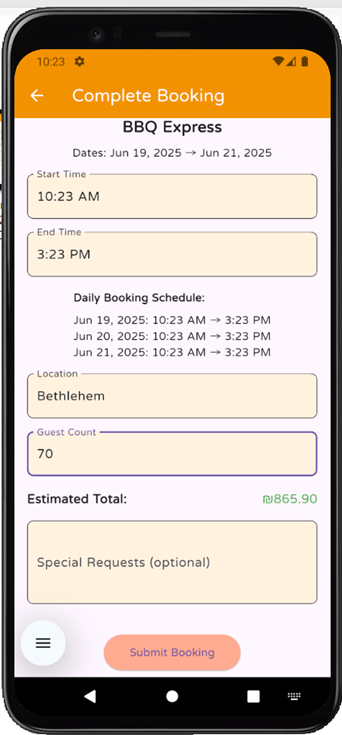 10:23
Complete Booking
BBQ Express
Dates: Jun 19, 2025 → Jun 21, 2025
Start Time
10:23 AM
End Time
3:23 PM
Daily Booking Schedule:
Jun 19, 2025: 10:23 AM → 3:23 PM
Jun 20, 2025: 10:23 AM → 3:23 PM
Jun 21, 2025: 10:23 AM → 3:23 PM
Location
Bethlehem
Guest Count
70
Estimated Total: ₪865.90
Special Requests (optional)
Submit Booking